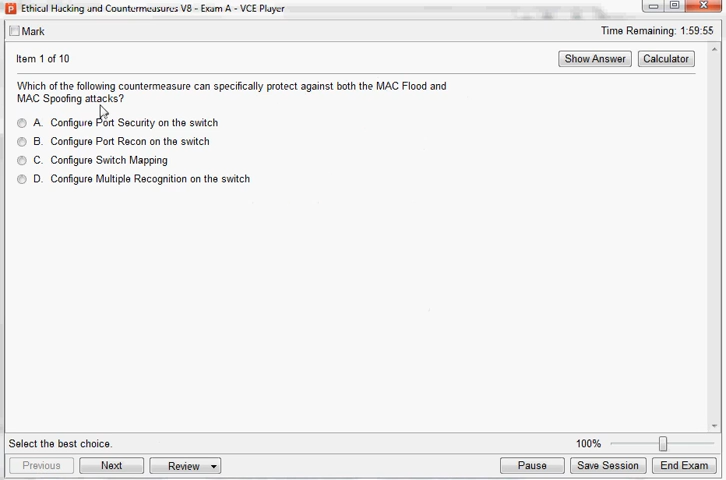 Ethical Hacking and Countermeasures V8 - Exam A - VCE Player
Mark
Time Remaining: 1:59:55
Item 1 of 10
Show Answer
Calculator
Which of the following countermeasure can specifically protect against both the MAC Flood and
MAC Spoofing attacks?
A. Configure Port Security on the switch
B. Configure Port Recon on the switch
C. Configure Switch Mapping
D. Configure Multiple Recognition on the switch
Select the best choice.
100%
Previous
Next
Review
Pause
Save Session
End Exam